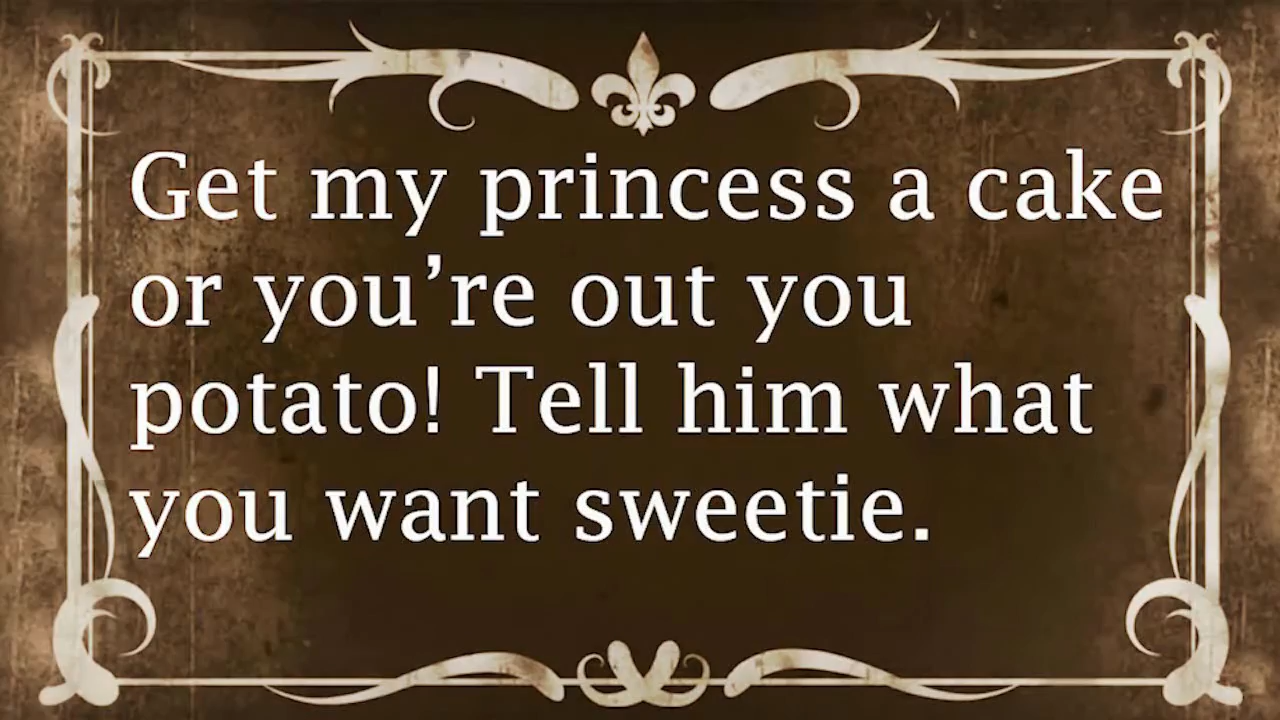 Get my princess a cake
or you’re out you
potato! Tell him what
you want sweetie.